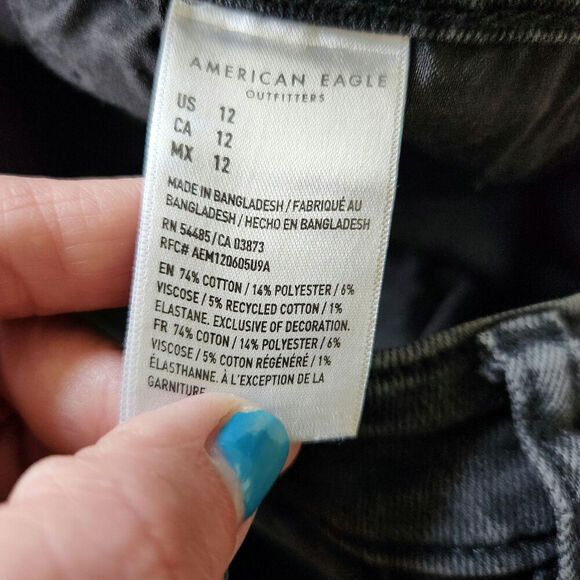 AMERICAN EAGLE
OUTFITTERS
US 12
CA 12
MX 12
MADE IN BANGLADESH / FABRIQUÉ AU
BANGLADESH / HECHO EN BANGLADESH
RN 54485 / CA 03873
RFC# AEM120605U9A
EN 74% COTTON / 14% POLYESTER / 6%
VISCOSE / 5% RECYCLED COTTON / 1%
ELASTANE. EXCLUSIVE OF DECORATION.
FR 74% COTON / 14% POLYESTER / 6%
VISCOSE / 5% COTON RÉGÉNÉRÉ / 1%
ÉLASTHANNE. À L'EXCEPTION DE LA
GARNITURE